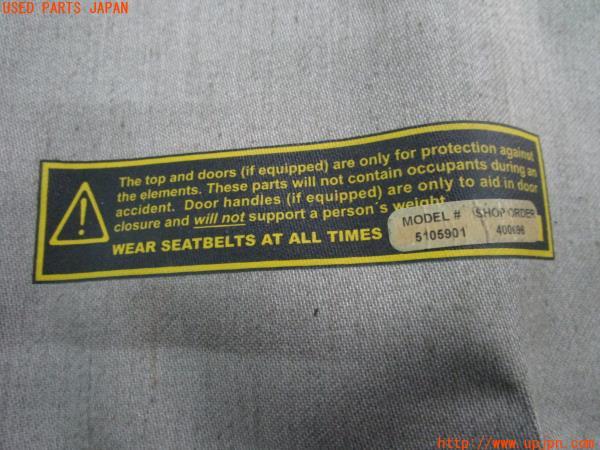 USED PARTS JAPAN
The top and doors (if equipped) are only for protection against
the elements. These parts will not contain occupants during an
accident. Door handles (if equipped) are only to aid in door
closure and will not support a person's weight
WEAR SEATBELTS AT ALL TIMES
MODEL # SHOP ORDER
5105901
http://www.upjpn.com